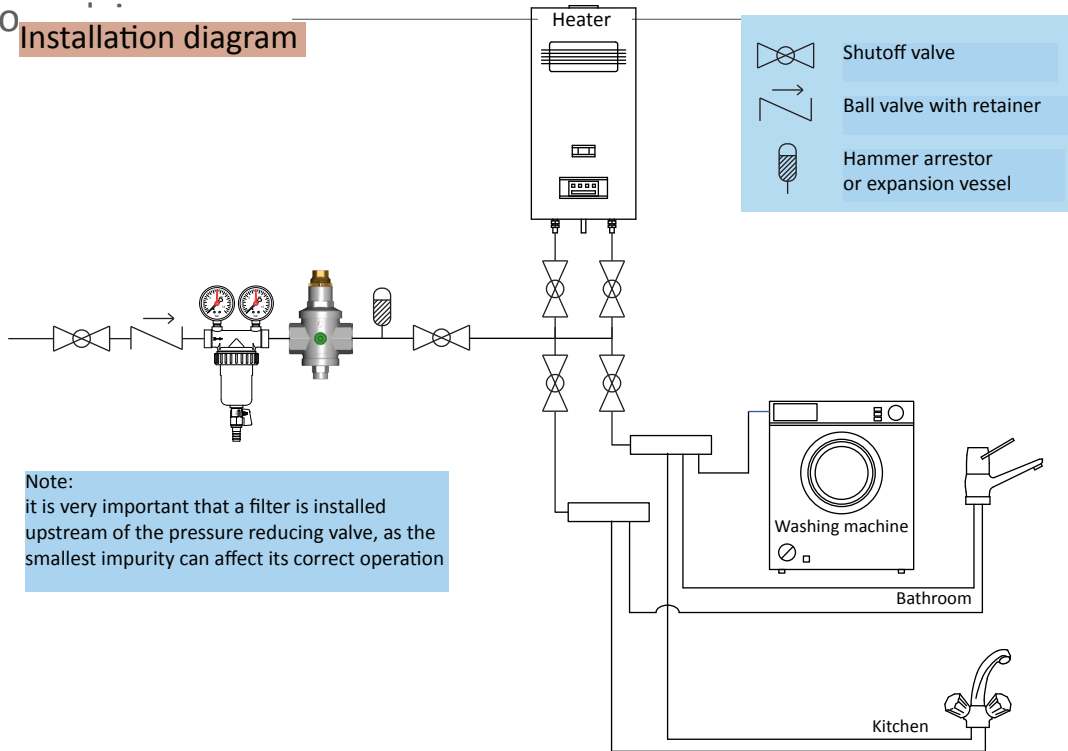 Installation diagram
Heater
Shutoff valve
Ball valve with retainer
Hammer arrestor
or expansion vessel
Note:
it is very important that a filter is installed
upstream of the pressure reducing valve, as the
smallest impurity can affect its correct operation
Washing machine
Bathroom
Kitchen